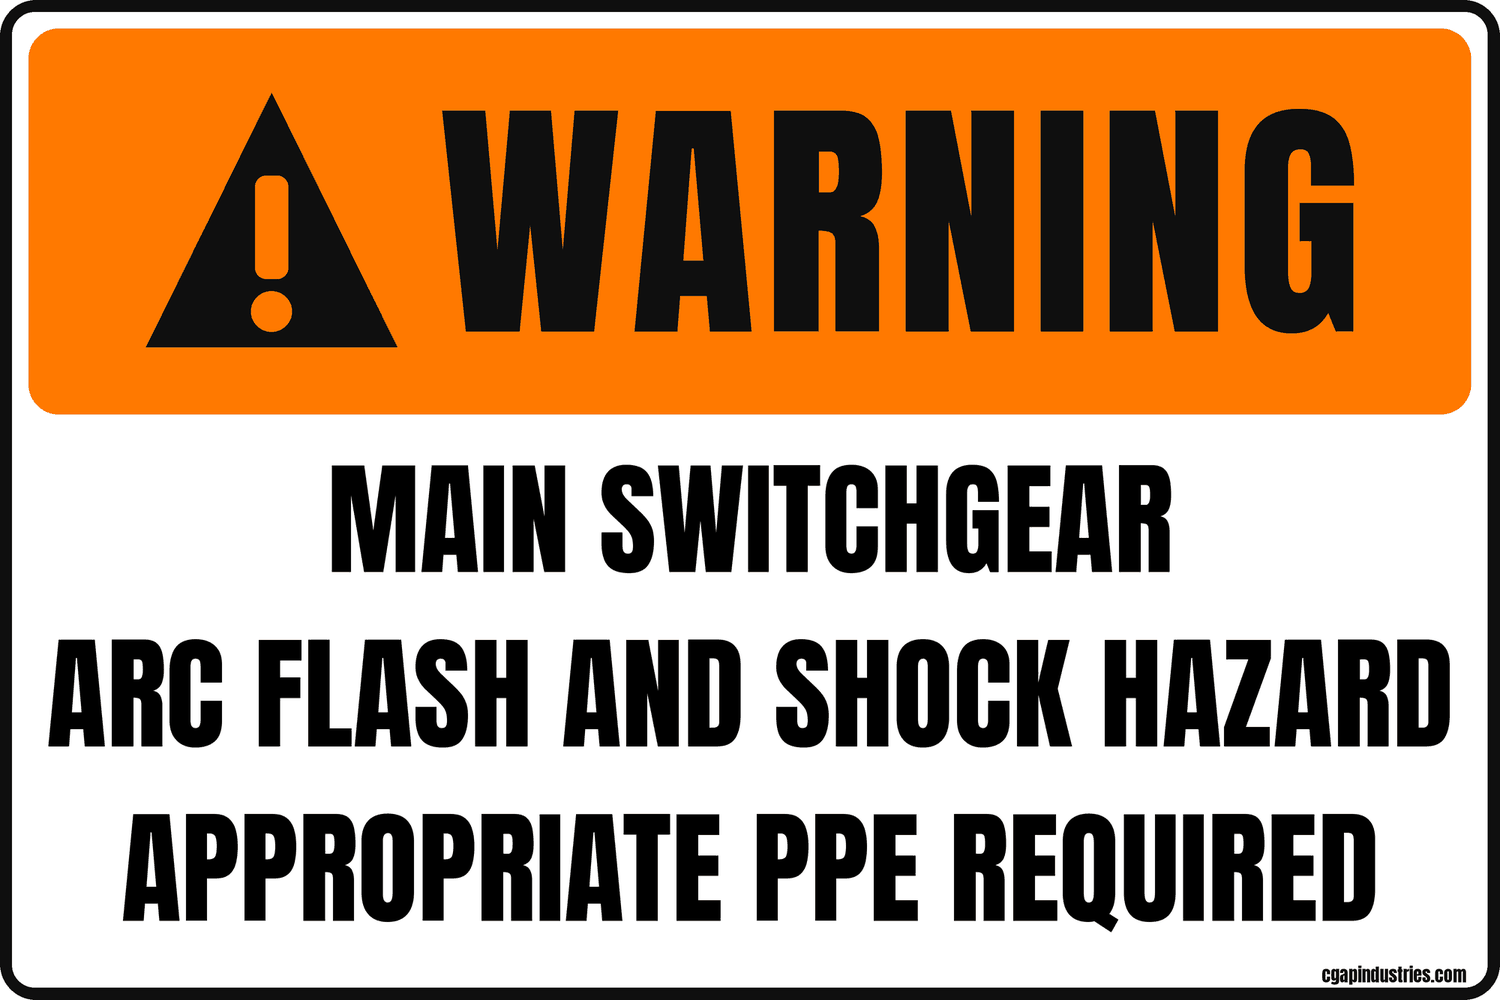 WARNING
MAIN SWITCHGEAR
ARC FLASH AND SHOCK HAZARD
APPROPRIATE PPE REQUIRED
cgapindustries.com